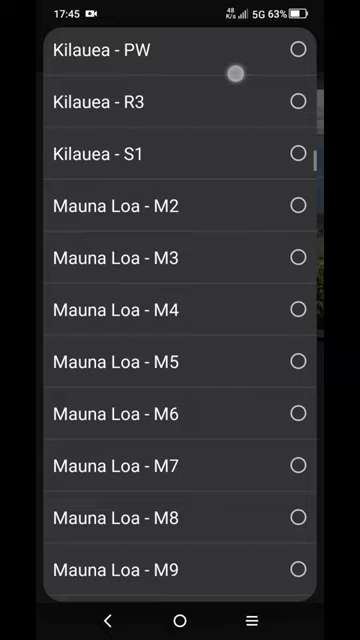 17:45 48 K/s 5G 63%
Kilauea - PW
Kilauea - R3
Kilauea - S1
Mauna Loa - M2
Mauna Loa - M3
Mauna Loa - M4
Mauna Loa - M5
Mauna Loa - M6
Mauna Loa - M7
Mauna Loa - M8
Mauna Loa - M9